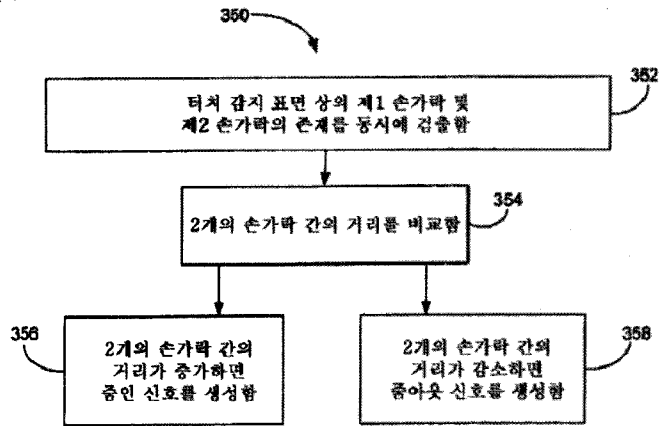 350
352
터치 감지 표면 상의 제1 손가락 및
제2 손가락의 존재를 동시에 검출함
354
2개의 손가락 간의 거리를 비교함
356
2개의 손가락 간의
거리가 증가하면
줌인 신호를 생성함
358
2개의 손가락 간의
거리가 감소하면
줌아웃 신호를 생성함